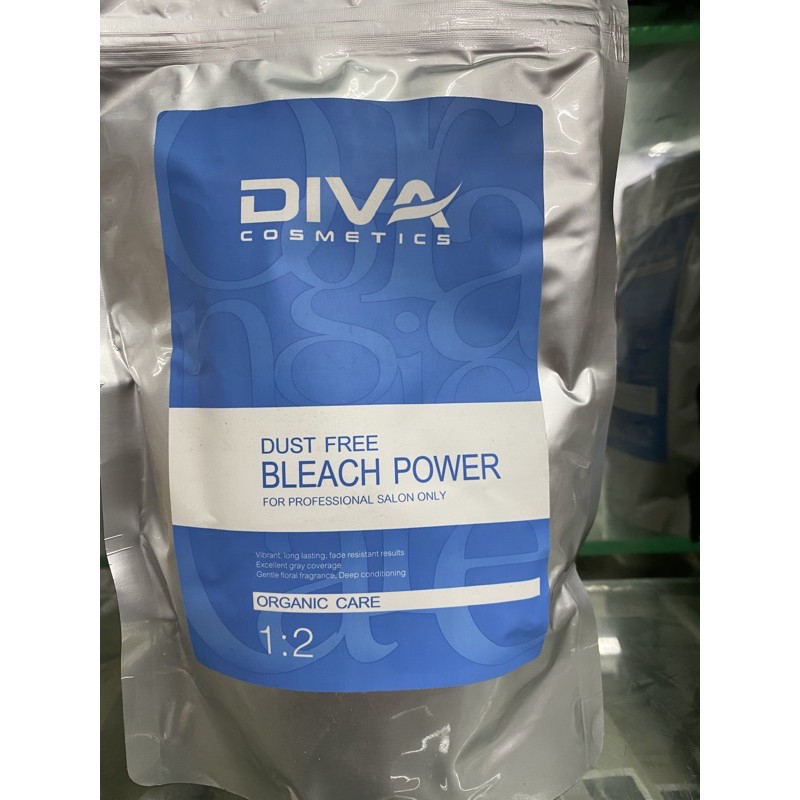 DIVA
COSMETICS
DUST FREE
BLEACH POWER
FOR PROFESSIONAL SALON ONLY
Vibrant, long lasting, fade resistant results
Excellent gray coverage
Gentle floral fragrance, Deep conditioning
ORGANIC CARE
1:2